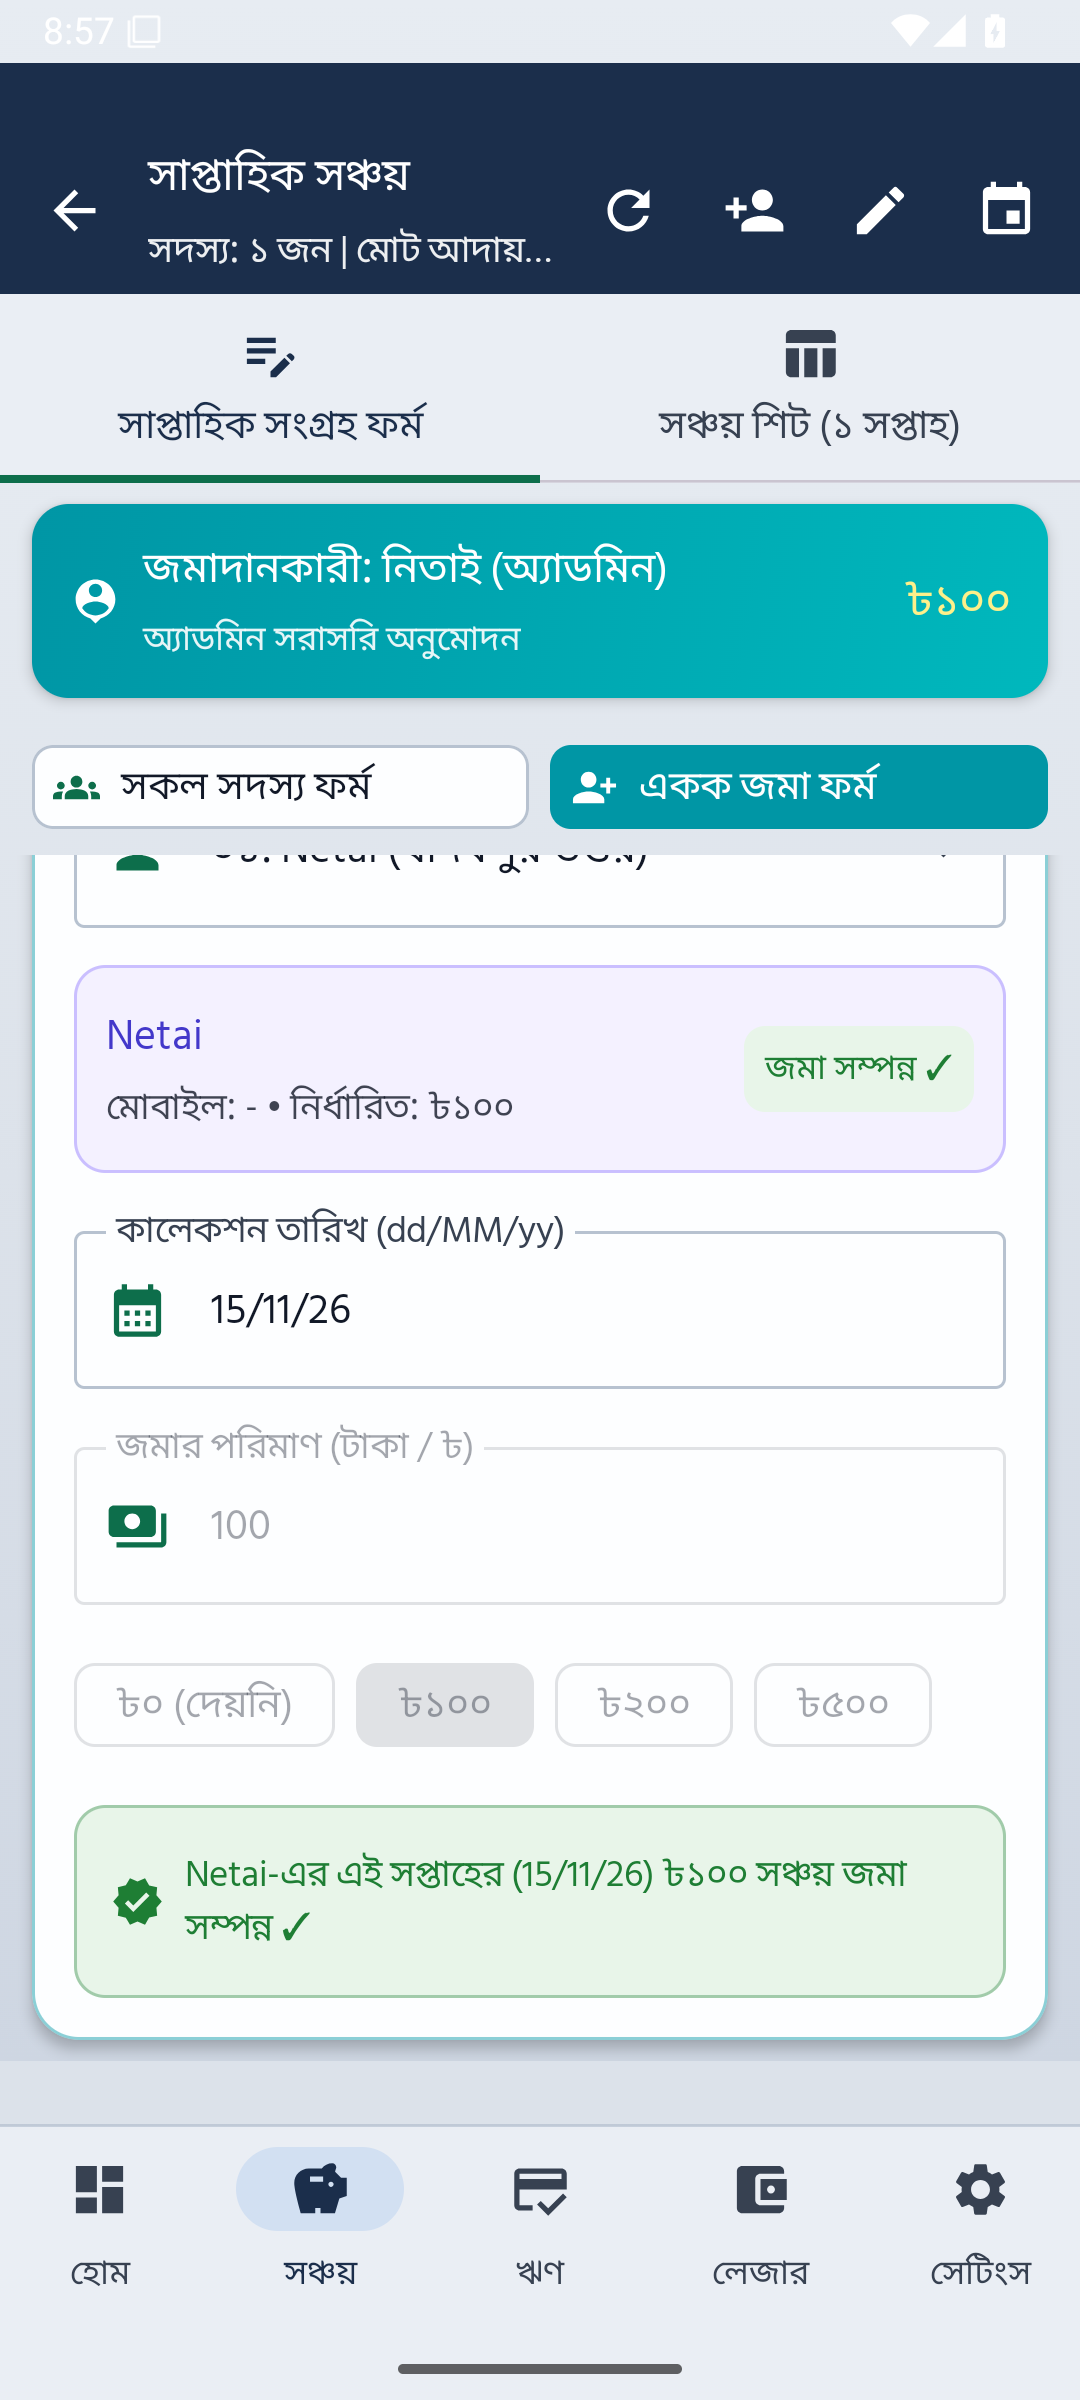 8:57
সাপ্তাহিক সঞ্চয়
সদস্য: ১ জন | মোট আদায়...
সাপ্তাহিক সংগ্রহ ফর্ম
সঞ্চয় শিট (১ সপ্তাহ)
জমাদানকারী: নিতাই (অ্যাডমিন)
৳১০০
অ্যাডমিন সরাসরি অনুমোদন
সকল সদস্য ফর্ম
একক জমা ফর্ম
Netai
জমা সম্পন্ন ✓
মোবাইল: - • নির্ধারিত: ৳১০০
কালেকশন তারিখ (dd/MM/yy)
15/11/26
জমার পরিমাণ (টাকা / ৳)
100
৳০ (দেয়নি)
৳১০০
৳২০০
৳৫০০
Netai-এর এই সপ্তাহের (15/11/26) ৳১০০ সঞ্চয় জমা
সম্পন্ন ✓
হোম
সঞ্চয়
ঋণ
লেজার
সেটিংস